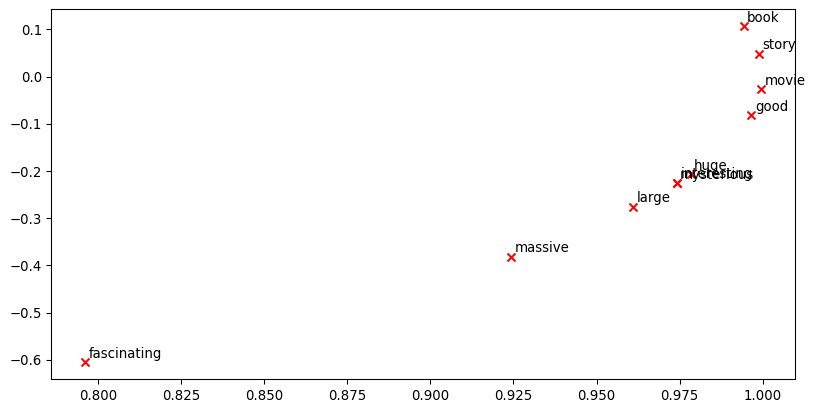 book
0.1
story
0.0
movie
−0.1
good
huge
interesting
mysterious
−0.2
large
−0.3
massive
−0.4
−0.5
fascinating
−0.6
0.800 0.825 0.850 0.875 0.900 0.925 0.950 0.975 1.000